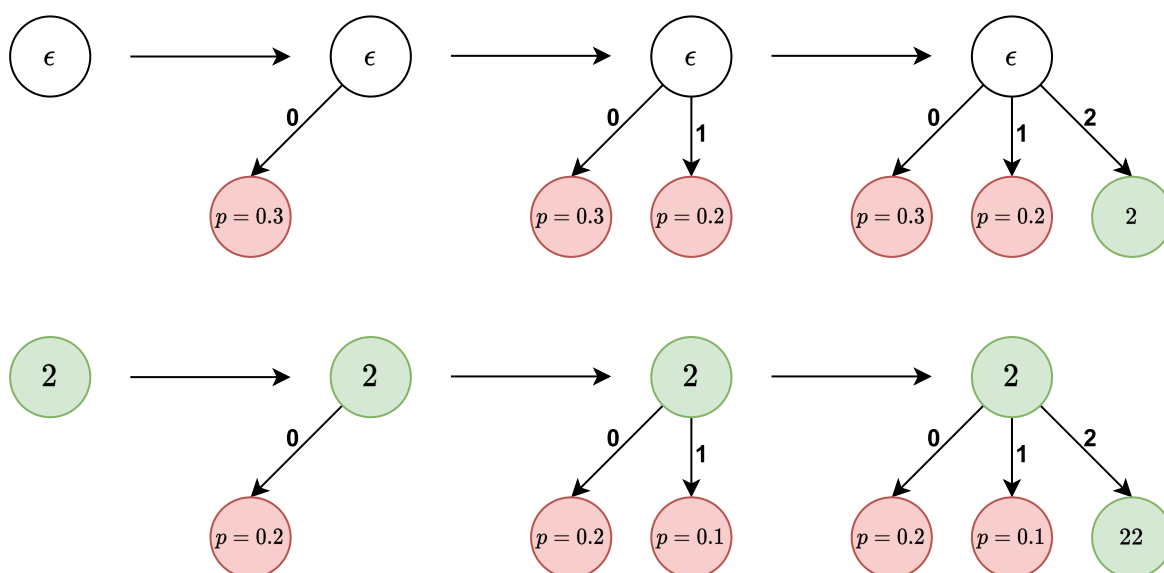 ϵ ϵ ϵ ϵ
0 0 1 0 1 2
p = 0.3 p = 0.3 p = 0.2 p = 0.3 p = 0.2 2
2 2 2 2
0 0 1 0 1 2
p = 0.2 p = 0.2 p = 0.1 p = 0.2 p = 0.1 22